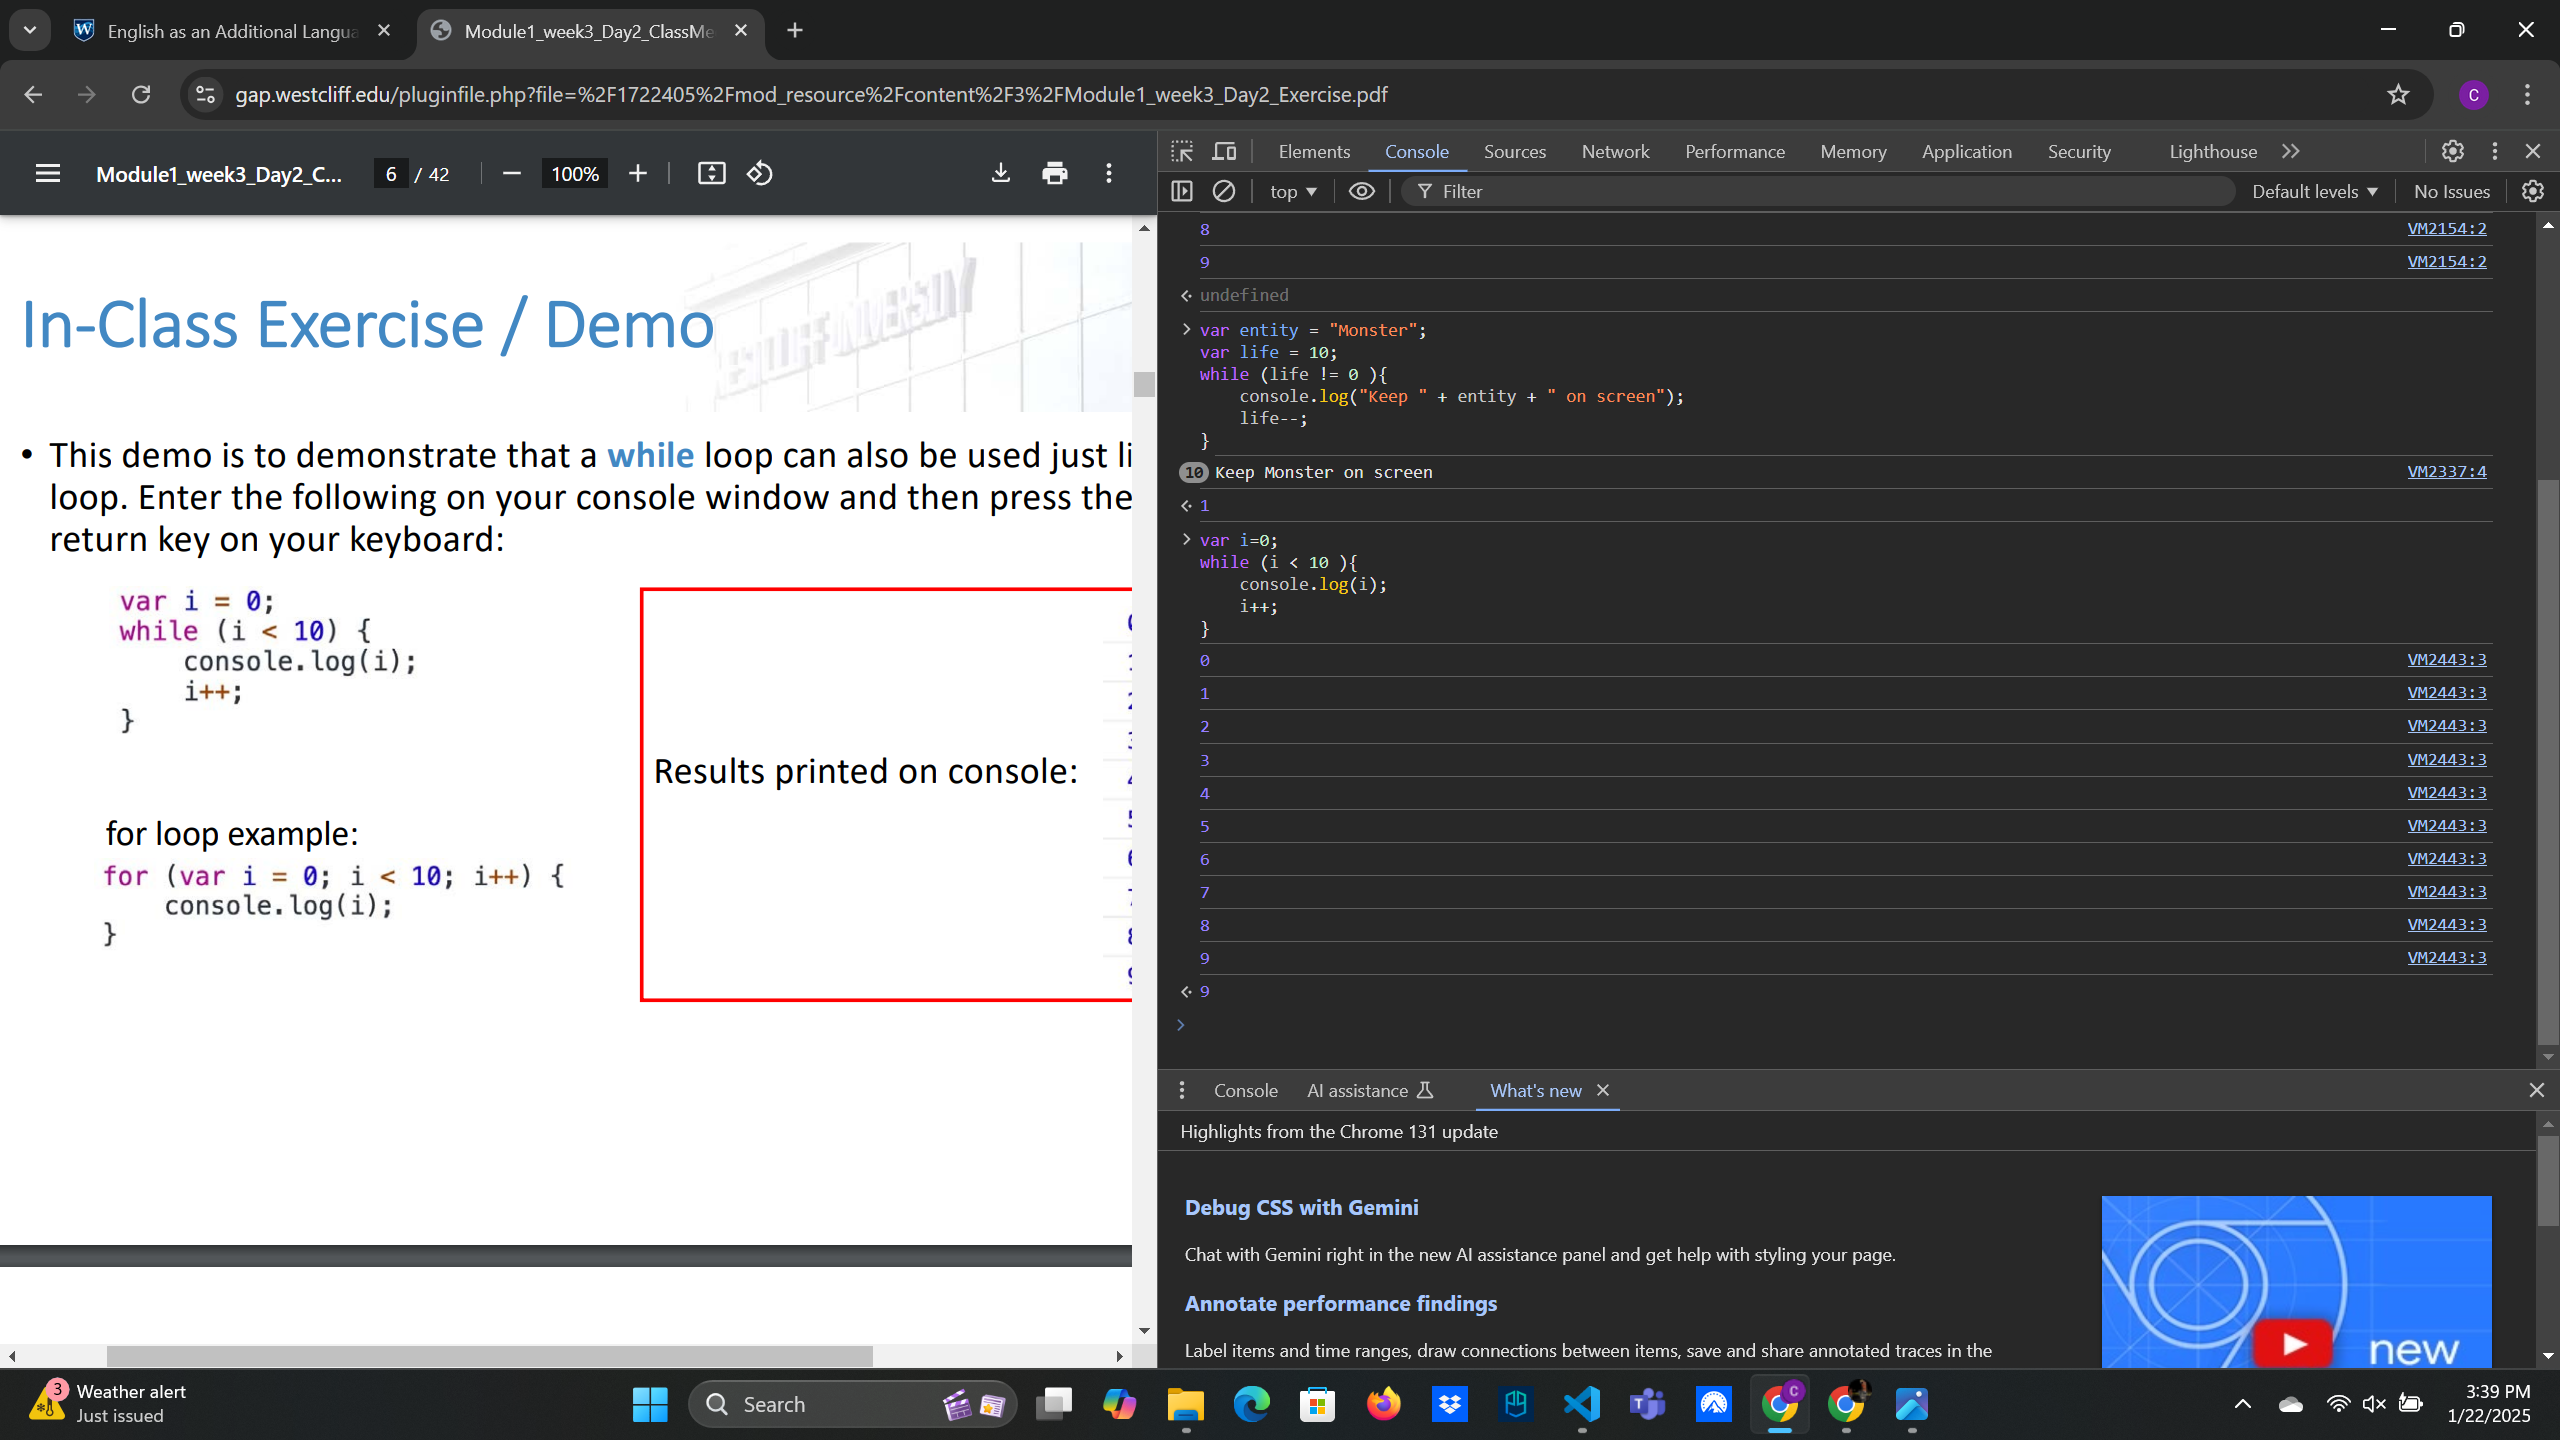 English as an Additional Langua
Module1_week3_Day2_ClassMe
gap.westcliff.edu/pluginfile.php?file=%2F1722405%2Fmod_resource%2Fcontent%2F3%2FModule1_week3_Day2_Exercise.pdf
C
Module1_week3_Day2_C...
6 / 42
100%
WESTCLIFF UNIVERSITY
In-Class Exercise / Demo
• This demo is to demonstrate that a while loop can also be used just li
loop. Enter the following on your console window and then press the
return key on your keyboard:
var i = 0;
while (i < 10) {
console.log(i);
i++;
}
Results printed on console:
for loop example:
for (var i = 0; i < 10; i++) {
console.log(i);
}
Elements Console Sources Network Performance Memory Application Security Lighthouse
top Filter Default levels No Issues
8 VM2154:2
9 VM2154:2
undefined
var entity = "Monster";
var life = 10;
while (life != 0 ){
console.log("Keep " + entity + " on screen");
life--;
}
10 Keep Monster on screen VM2337:4
1
var i=0;
while (i < 10 ){
console.log(i);
i++;
}
0 VM2443:3
1 VM2443:3
2 VM2443:3
3 VM2443:3
4 VM2443:3
5 VM2443:3
6 VM2443:3
7 VM2443:3
8 VM2443:3
9 VM2443:3
9
Console AI assistance What's new
Highlights from the Chrome 131 update
Debug CSS with Gemini
Chat with Gemini right in the new AI assistance panel and get help with styling your page.
Annotate performance findings
Label items and time ranges, draw connections between items, save and share annotated traces in the
new
3
Weather alert
Just issued
Search
C
3:39 PM
1/22/2025